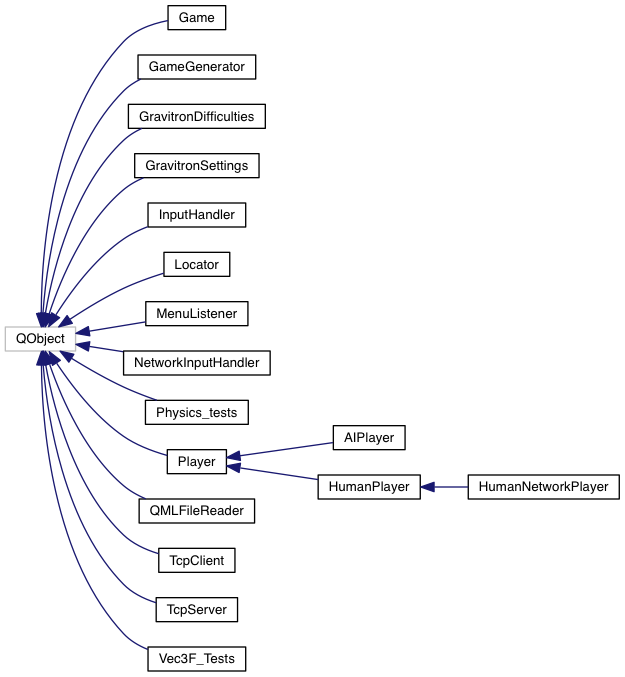 Game
GameGenerator
GravitronDifficulties
GravitronSettings
InputHandler
Locator
MenuListener
QObject
NetworkInputHandler
Physics_tests
AIPlayer
Player
HumanPlayer
HumanNetworkPlayer
QMLFileReader
TcpClient
TcpServer
Vec3F_Tests